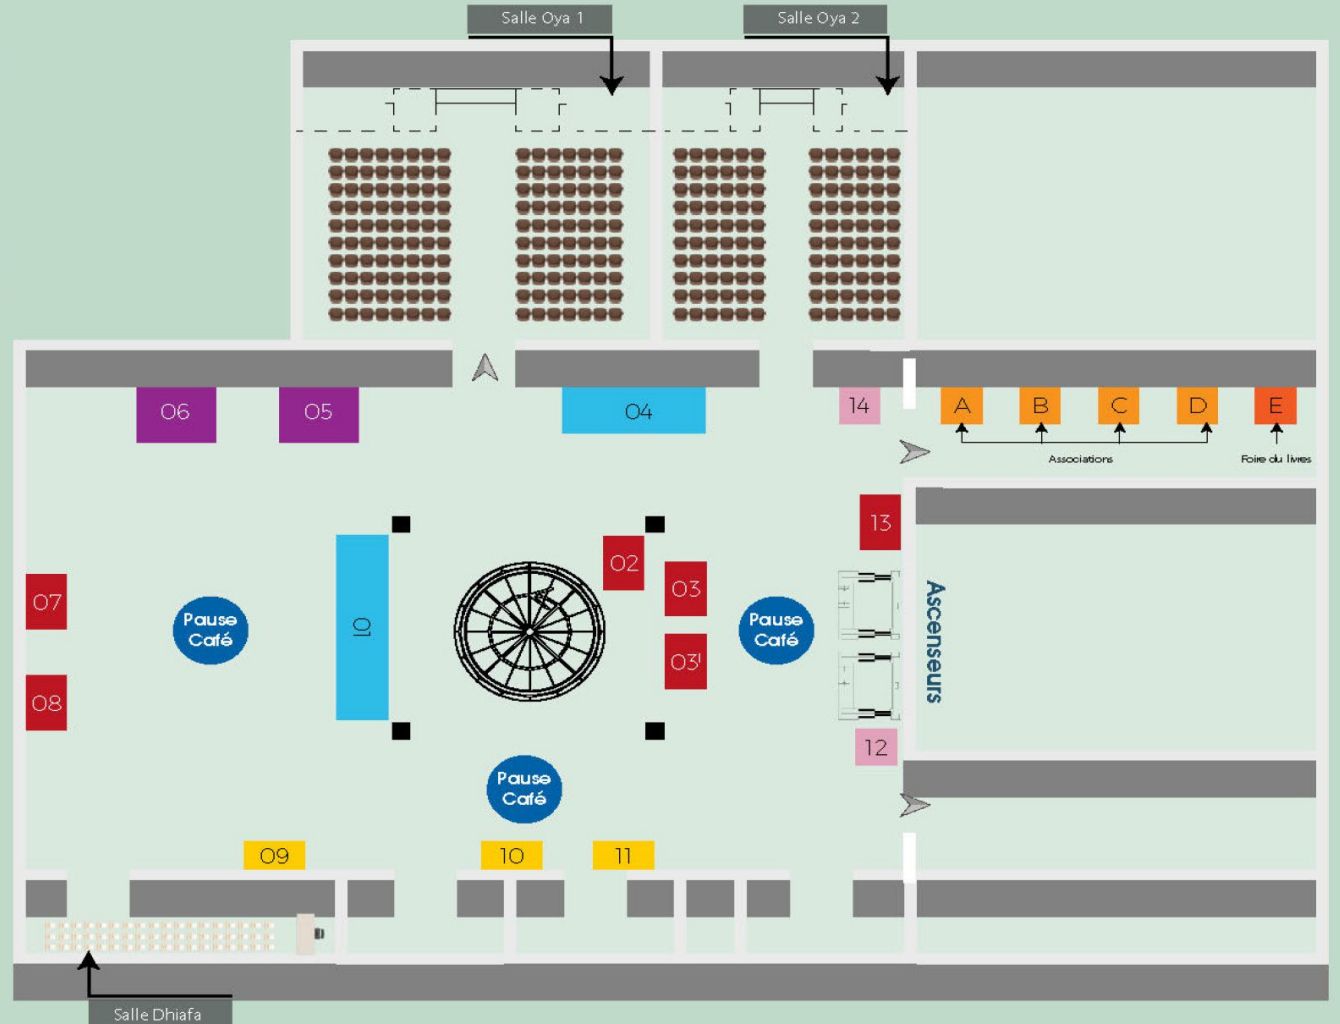 Salle Oya 1
Salle Oya 2
06
05
04
14
A
B
C
D
E
Associations
Foire du livres
13
02
03
03'
07
08
Pause
Café
01
Pause
Café
Ascenseurs
12
Pause
Café
09
10
11
Salle Dhiafa